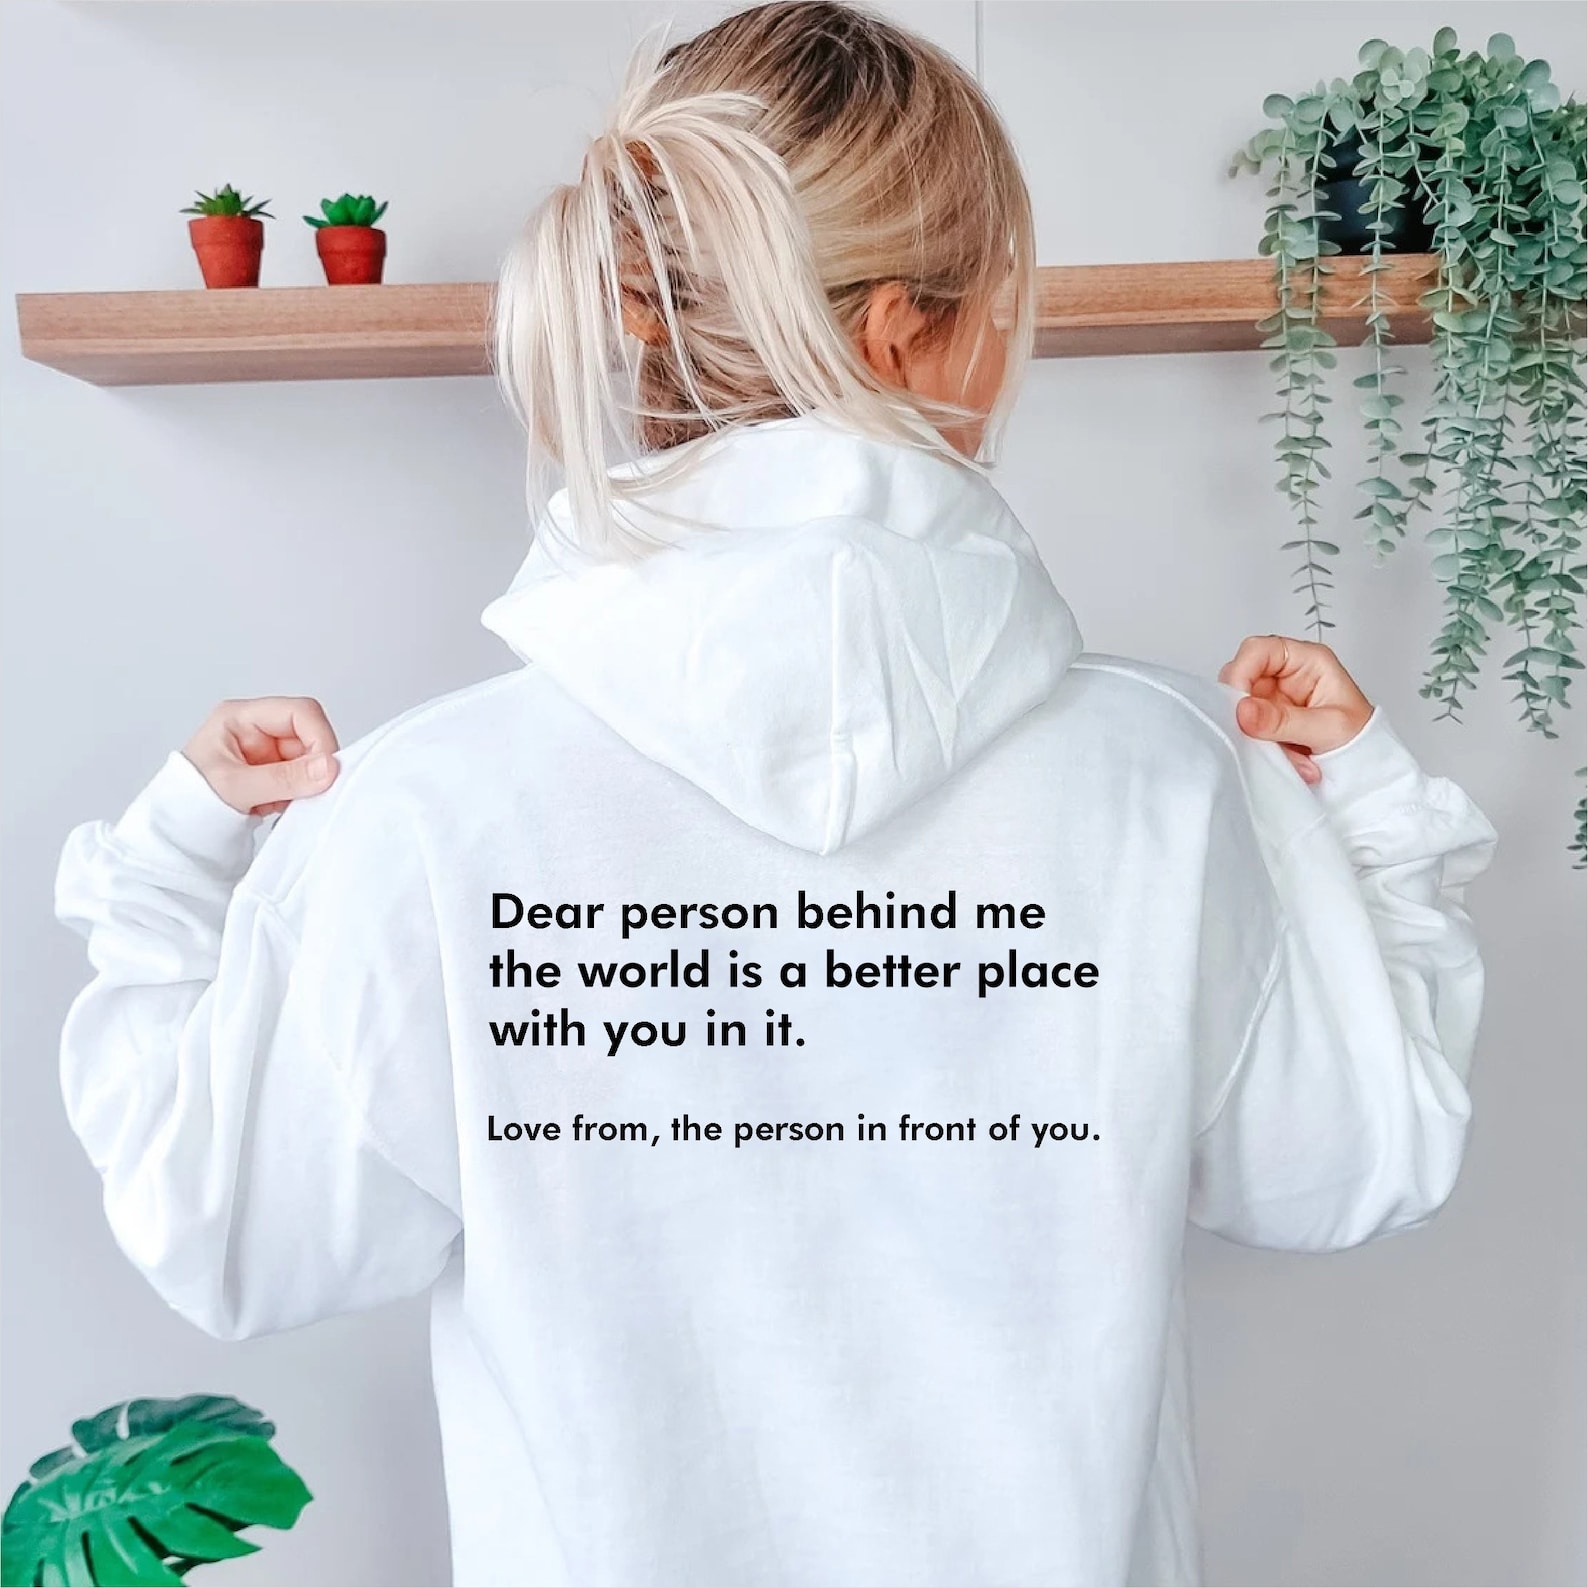 Dear person behind me
the world is a better place
with you in it.
Love from, the person in front of you.